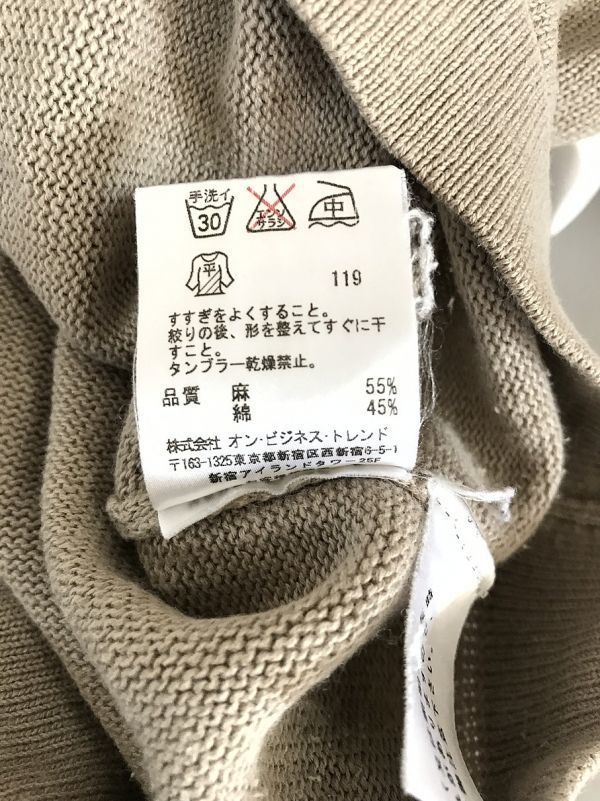 手洗イ
30
エンソ
サラシ
中
平
119
すすぎをよくすること。
絞りの後、形を整えてすぐに干
すこと。
タンブラー乾燥禁止。
品質 麻 55%
綿 45%
株式会社 オン・ビジネス・トレンド
〒163-1325東京都新宿区西新宿6-5-1
新宿アイランドタワー25F